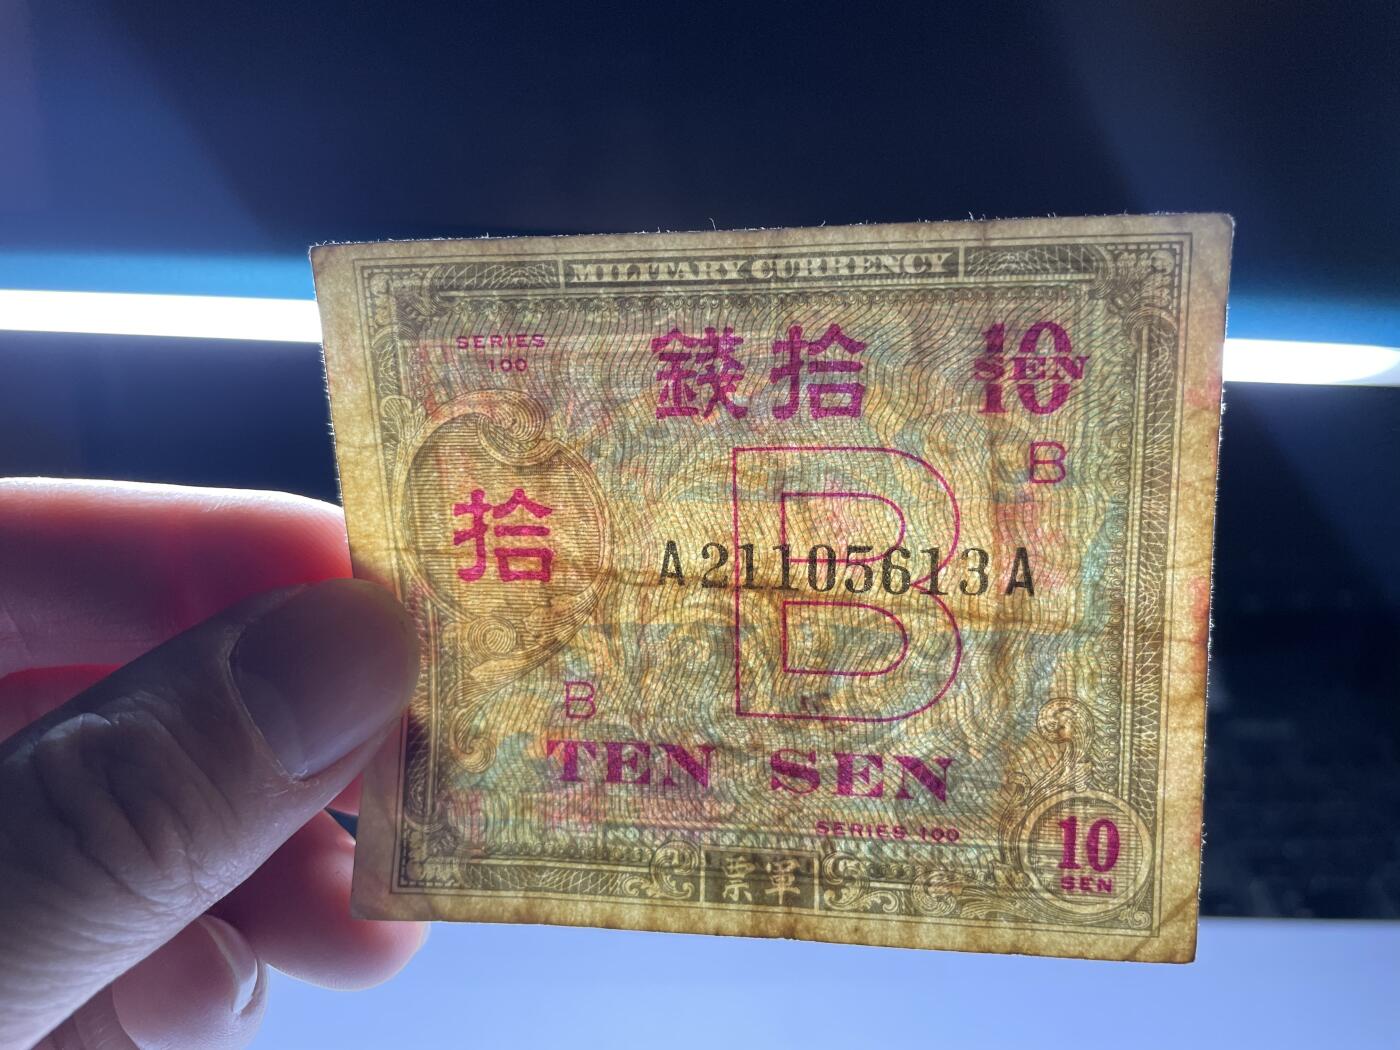 MILITARY CURRENCY
SERIES
100
錢拾
10
SEN
B
拾
B
A21105613A
B
TEN SEN
SERIES 100
10
SEN
票軍